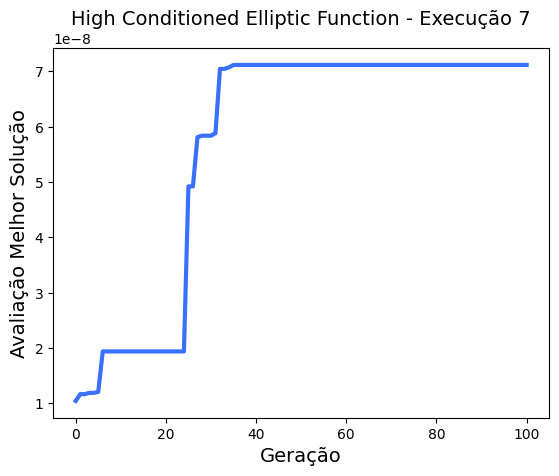 High Conditioned Elliptic Function - Execução 7
1e−8
Avaliação Melhor Solução
7
6
5
4
3
2
1
0 20 40 60 80 100
Geração